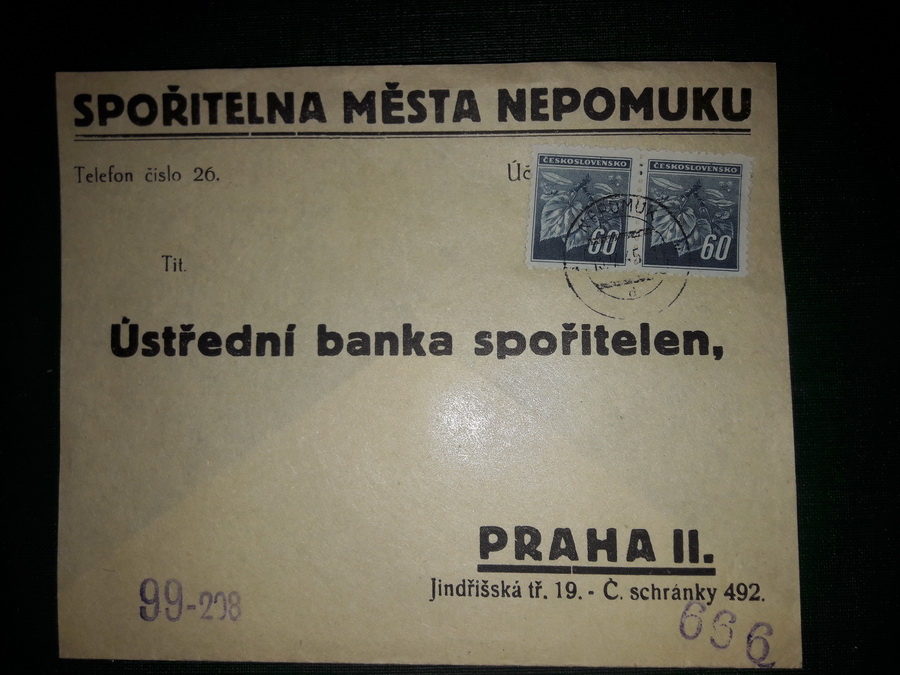 SPOŘITELNA MĚSTA NEPOMUKU
Telefon číslo 26.
ČESKOSLOVENSKO
ČESKOSLOVENSKO
60
60
NEPOMUK
Tit.
Ústřední banka spořitelen,
PRAHA II.
Jindřišská tř. 19. - Č. schránky 492.
99-208
666